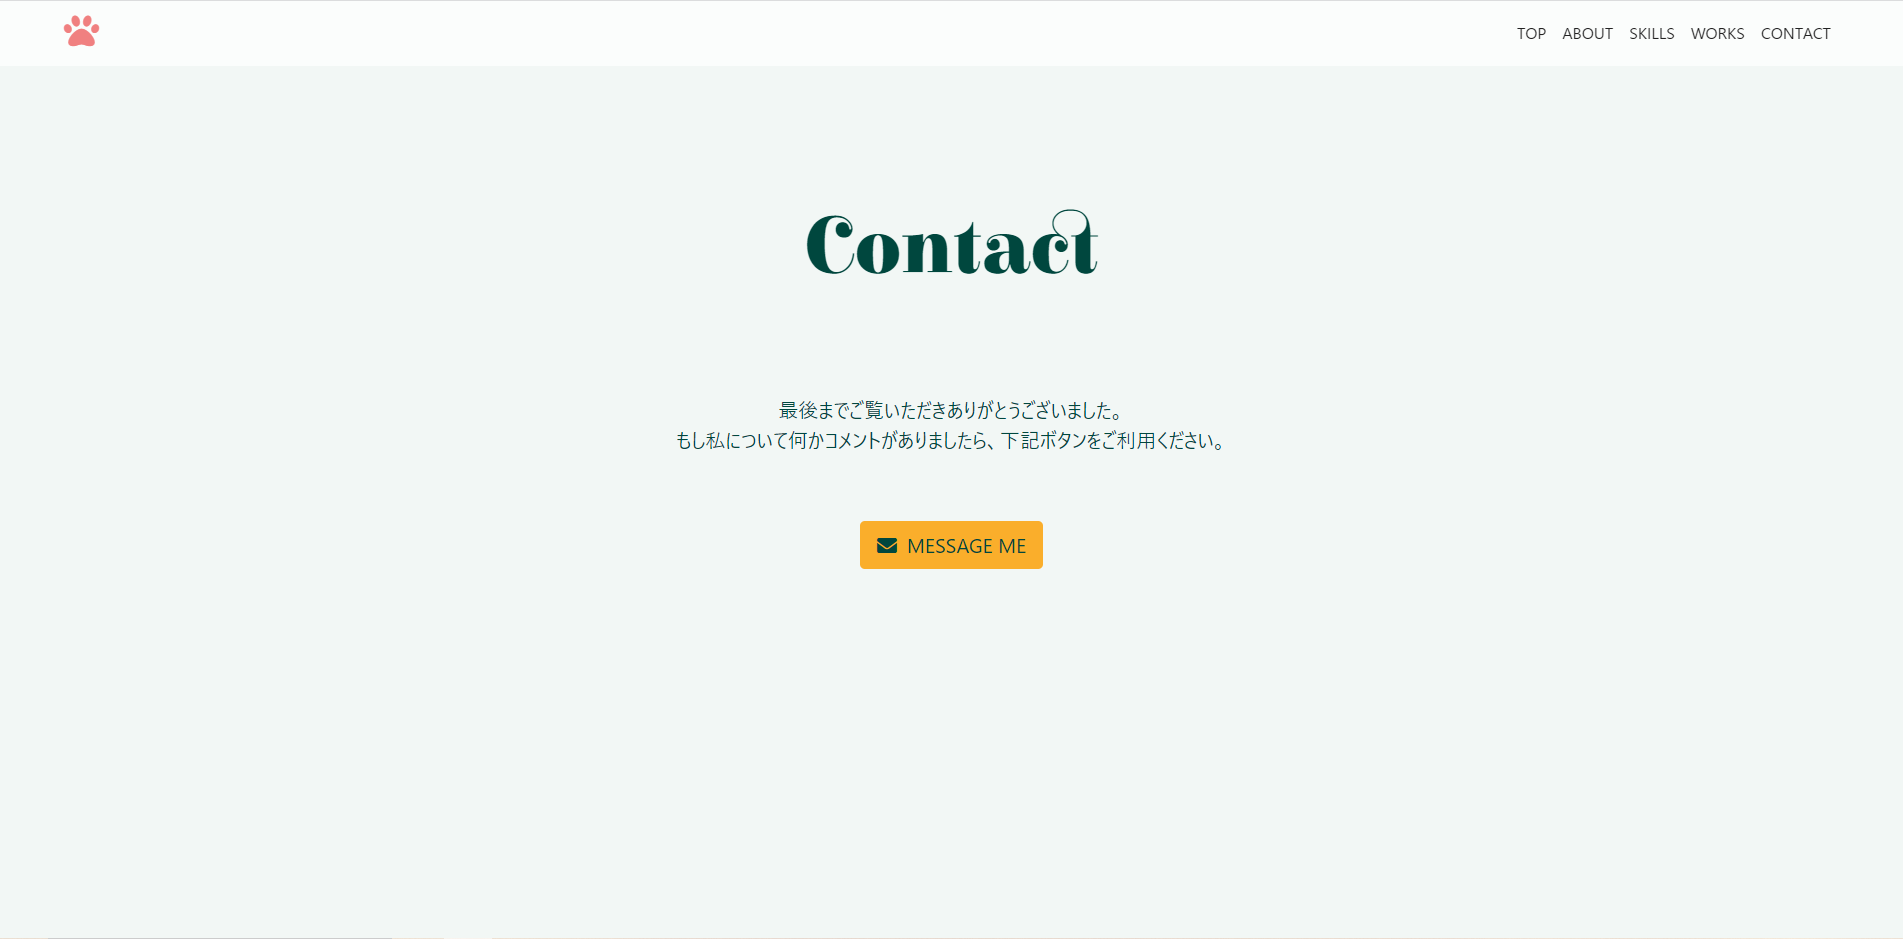 TOP ABOUT SKILLS WORKS CONTACT
Contact
最後までご覧いただきありがとうございました。
もし私について何かコメントがありましたら、下記ボタンをご利用ください。
MESSAGE ME